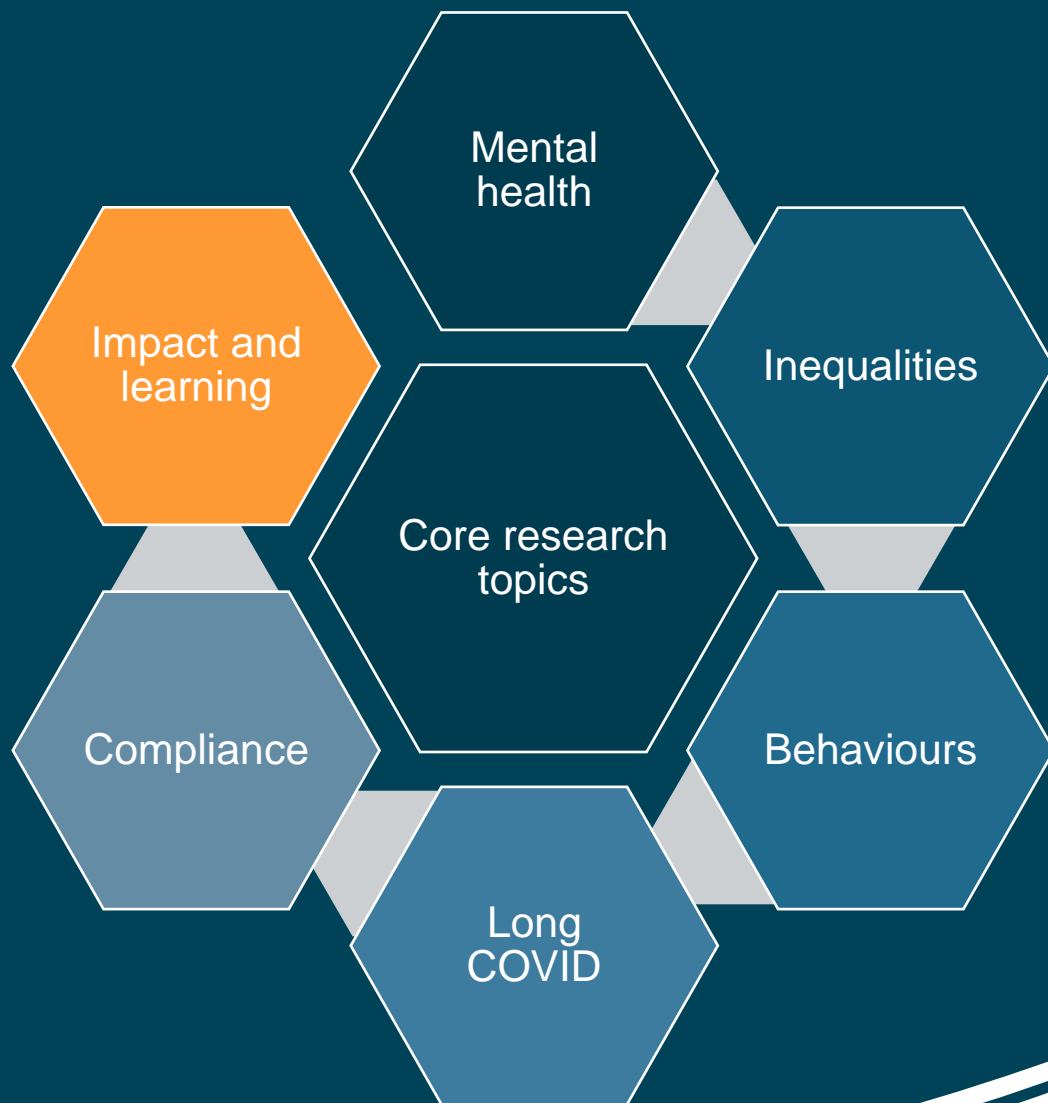 Mental
health
Impact and
learning
Inequalities
Core research
topics
Compliance
Behaviours
Long
COVID